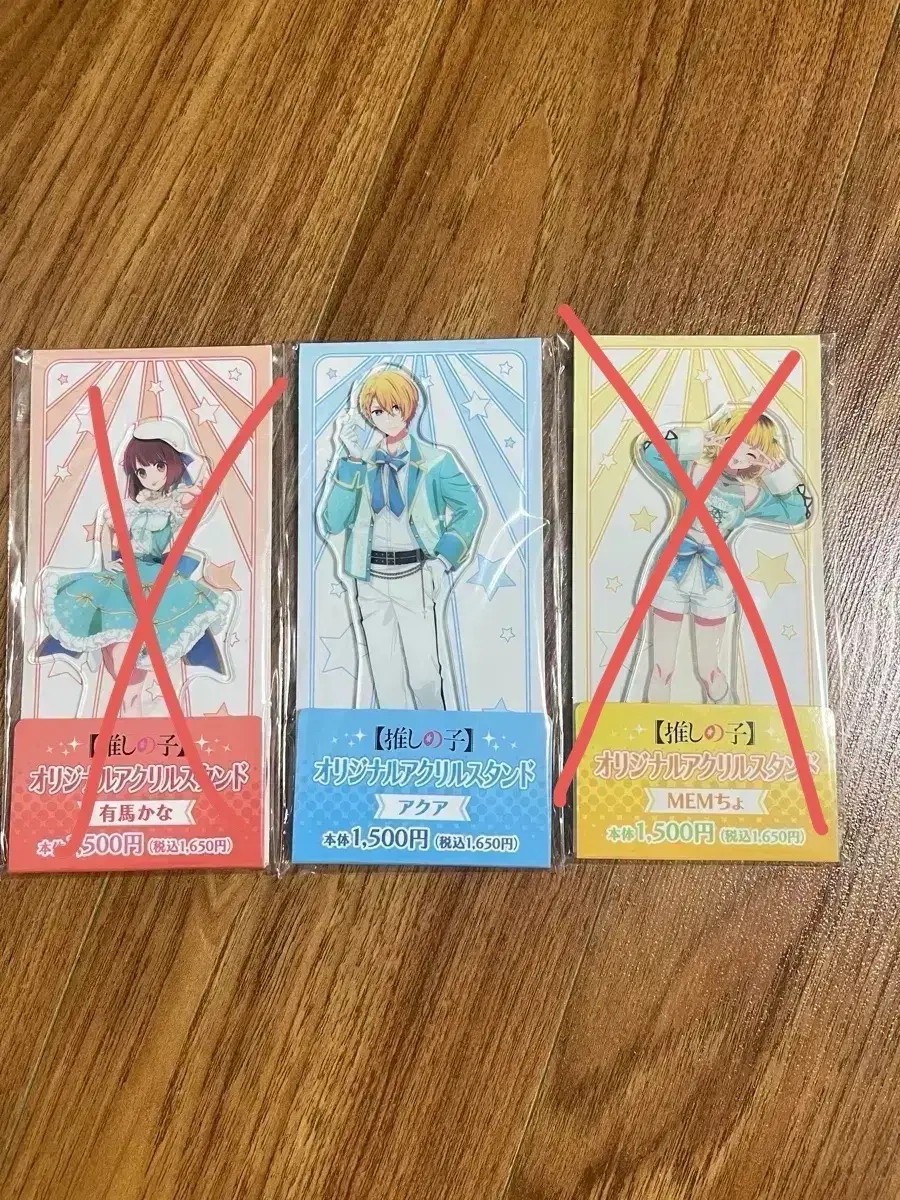 【推しの子】
オリジナルアクリルスタンド
有馬かな
本体1,500円(税込1,650円)
【推しの子】
オリジナルアクリルスタンド
アクア
本体1,500円(税込1,650円)
【推しの子】
オリジナルアクリルスタンド
MEMちょ
本体1,500円(税込1,650円)